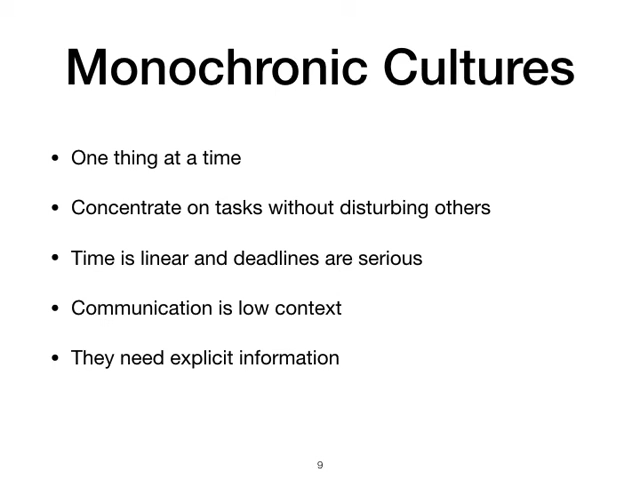 Monochronic Cultures
• One thing at a time
• Concentrate on tasks without disturbing others
• Time is linear and deadlines are serious
• Communication is low context
• They need explicit information
9